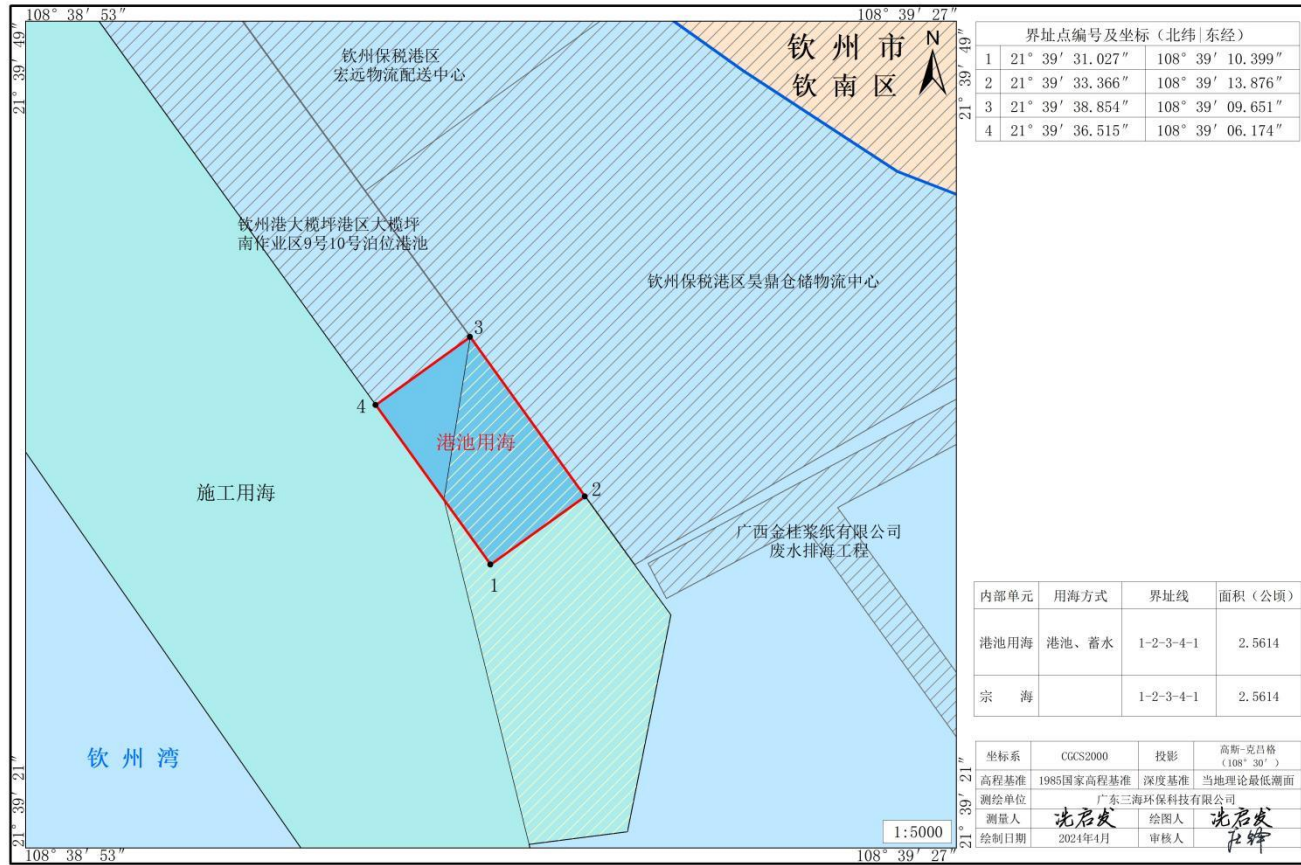 108° 38′ 53″
108° 39′ 27″
21° 39′ 49″
21° 39′ 49″
钦州保税港区
宏远物流配送中心
钦州市
钦南区
N
钦州港大榄坪港区大榄坪
南作业区9号10号泊位港池
钦州保税港区昊鼎仓储物流中心
3
4
港池用海
2
施工用海
广西金桂浆纸有限公司
废水排海工程
1
钦州湾
1:5000
21° 39′ 21″
21° 39′ 21″
108° 38′ 53″
108° 39′ 27″
界址点编号及坐标（北纬|东经）
1 21° 39′ 31.027″ 108° 39′ 10.399″
2 21° 39′ 33.366″ 108° 39′ 13.876″
3 21° 39′ 38.854″ 108° 39′ 09.651″
4 21° 39′ 36.515″ 108° 39′ 06.174″
内部单元 用海方式 界址线 面积（公顷）
港池用海 港池、蓄水 1-2-3-4-1 2.5614
宗海 1-2-3-4-1 2.5614
坐标系 CGCS2000 投影 高斯-克吕格
（108° 30′）
高程基准 1985国家高程基准 深度基准 当地理论最低潮面
测绘单位 广东三海环保科技有限公司
测量人 冼启发 绘图人 冼启发
绘制日期 2024年4月 审核人